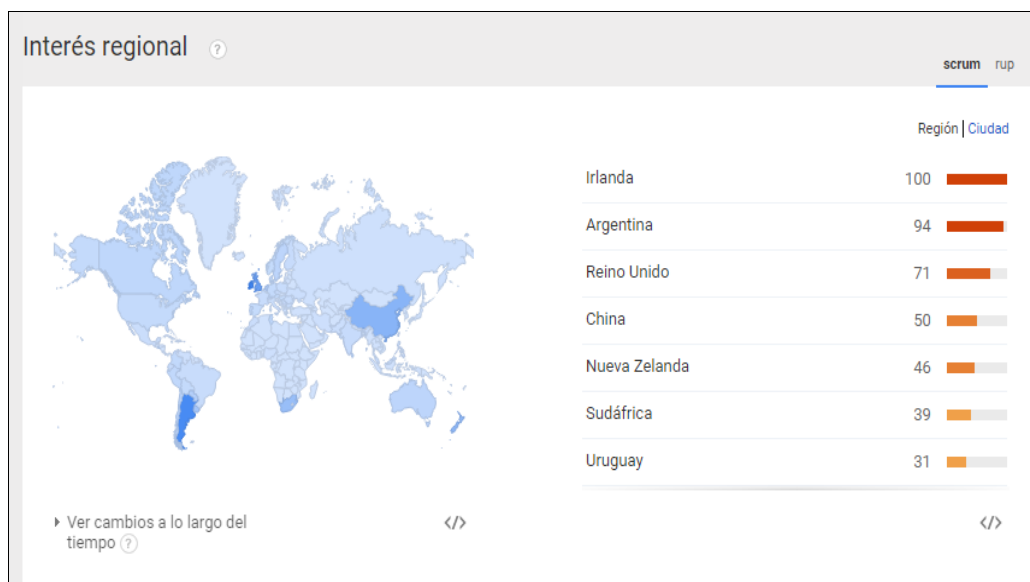 Interés regional ?
scrum rup
Región | Ciudad
Irlanda 100
Argentina 94
Reino Unido 71
China 50
Nueva Zelanda 46
Sudáfrica 39
Uruguay 31
Ver cambios a lo largo del
tiempo ?
</> </>